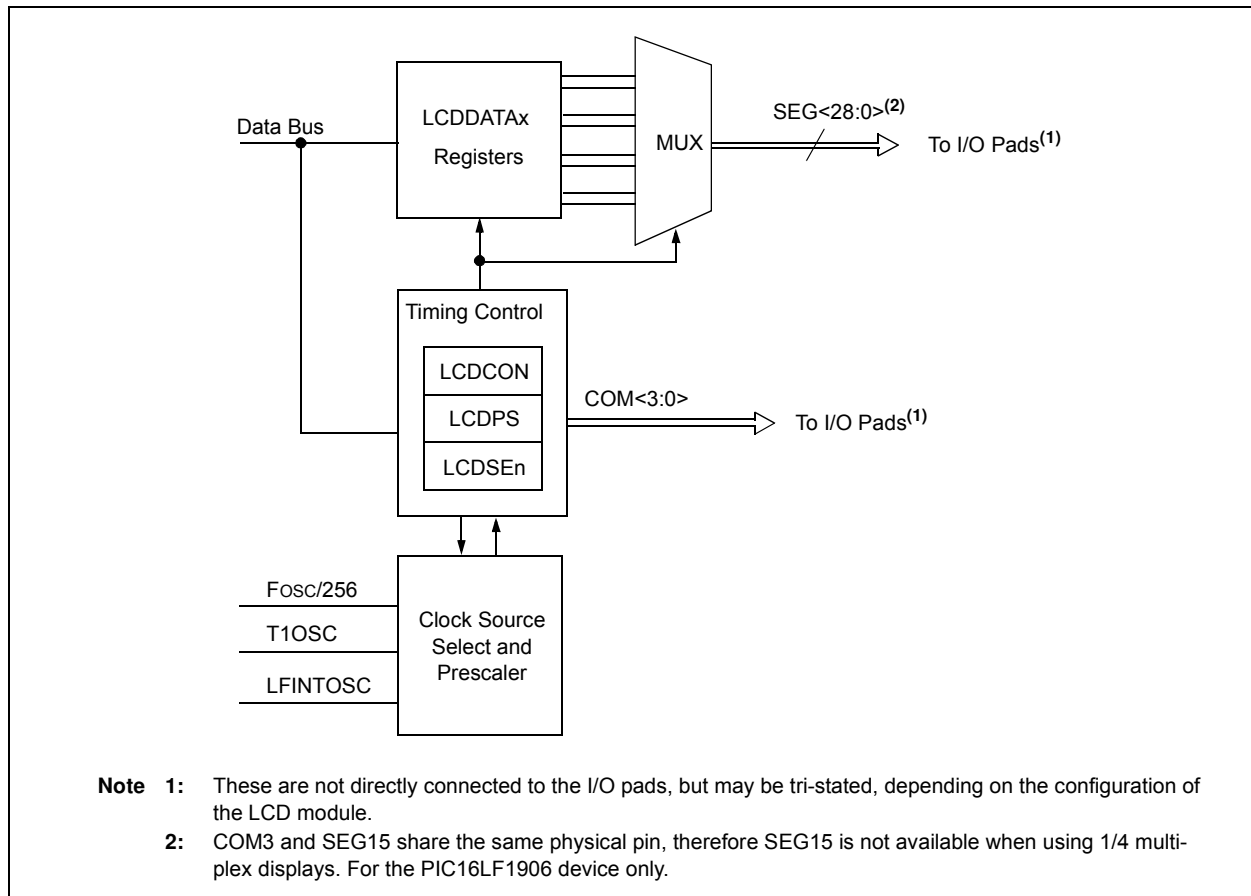 LCDDATAx
Registers
Data Bus
MUX
SEG<28:0>(2)
To I/O Pads(1)
Timing Control
LCDCON
LCDPS
LCDSEn
COM<3:0>
To I/O Pads(1)
FOSC/256
T1OSC
LFINTOSC
Clock Source
Select and
Prescaler
Note 1: These are not directly connected to the I/O pads, but may be tri-stated, depending on the configuration of
the LCD module.
2: COM3 and SEG15 share the same physical pin, therefore SEG15 is not available when using 1/4 multi-
plex displays. For the PIC16LF1906 device only.